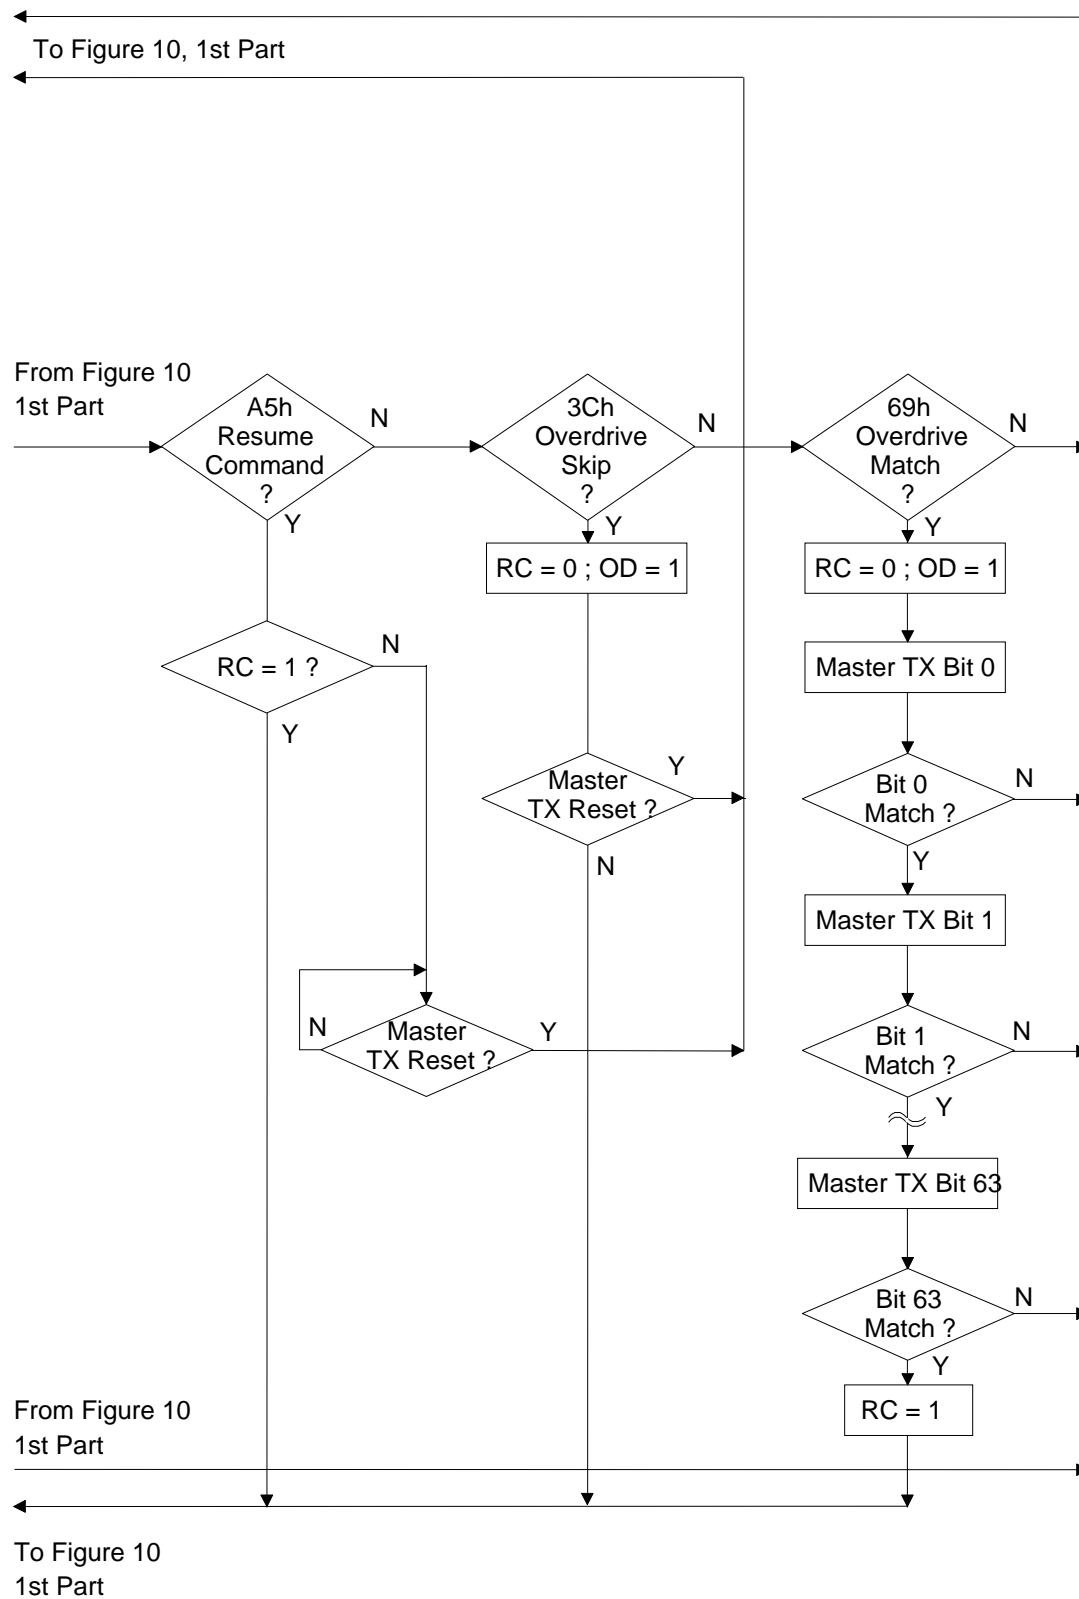 To Figure 10, 1st Part
From Figure 10
1st Part
A5h
Resume
Command
?
N
Y
3Ch
Overdrive
Skip
?
N
Y
69h
Overdrive
Match
?
N
Y
RC = 0 ; OD = 1
RC = 0 ; OD = 1
RC = 1 ?
N
Y
Master TX Bit 0
Master
TX Reset ?
Y
N
Bit 0
Match ?
N
Y
Master TX Bit 1
Master
TX Reset ?
N
Y
Bit 1
Match ?
N
Y
Master TX Bit 63
Bit 63
Match ?
N
Y
RC = 1
From Figure 10
1st Part
To Figure 10
1st Part